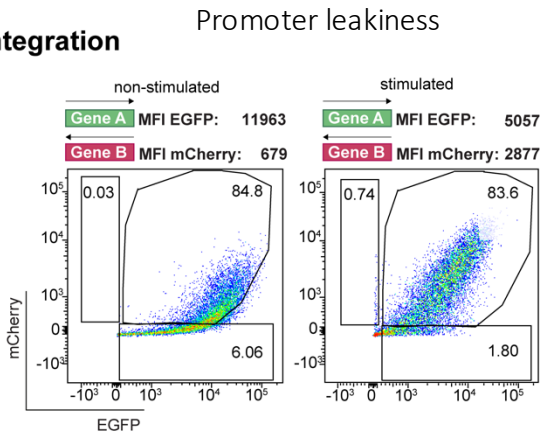 Promoter leakiness
ntegration
non-stimulated
Gene A MFI EGFP: 11963
Gene B MFI mCherry: 679
stimulated
Gene A MFI EGFP: 5057
Gene B MFI mCherry: 2877
mCherry
10⁵
10⁴
10³
0
-10³
0.03
84.8
6.06
-10³ 0 10³ 10⁴ 10⁵
EGFP
10⁵
10⁴
10³
0
-10³
0.74
83.6
1.80
-10³ 0 10³ 10⁴ 10⁵